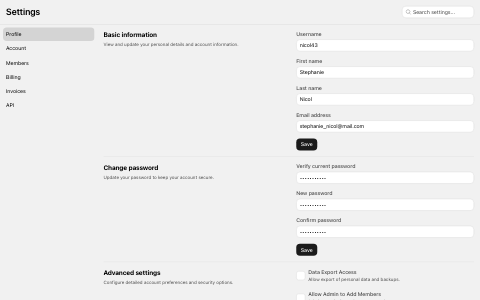 Settings
Search settings...
Profile
Account
Members
Billing
Invoices
API
Basic information
View and update your personal details and account information.
Username
nicol43
First name
Stephanie
Last name
Nicol
Email address
stephanie_nicol@mail.com
Save
Change password
Update your password to keep your account secure.
Verify current password
•••••••••••
New password
•••••••••••
Confirm password
•••••••••••
Save
Advanced settings
Configure detailed account preferences and security options.
Data Export Access
Allow export of personal data and backups.
Allow Admin to Add Members